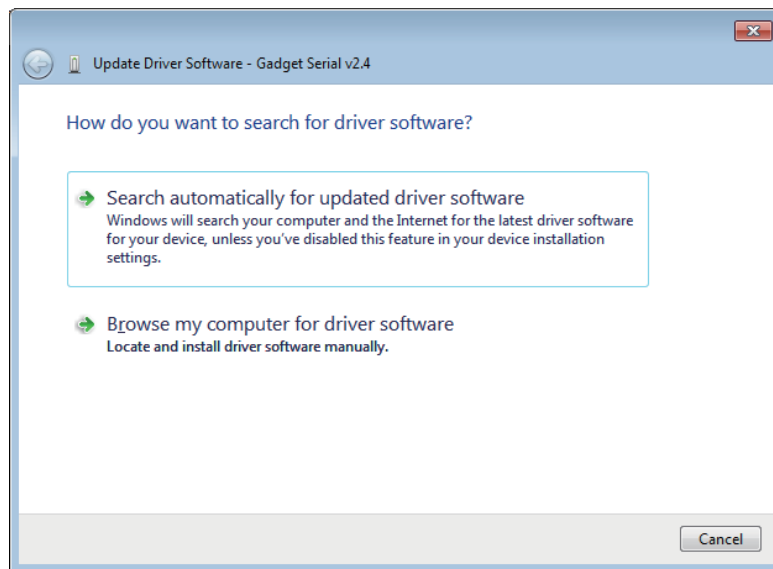 Update Driver Software - Gadget Serial v2.4
How do you want to search for driver software?
Search automatically for updated driver software
Windows will search your computer and the Internet for the latest driver software
for your device, unless you've disabled this feature in your device installation
settings.
Browse my computer for driver software
Locate and install driver software manually.
Cancel